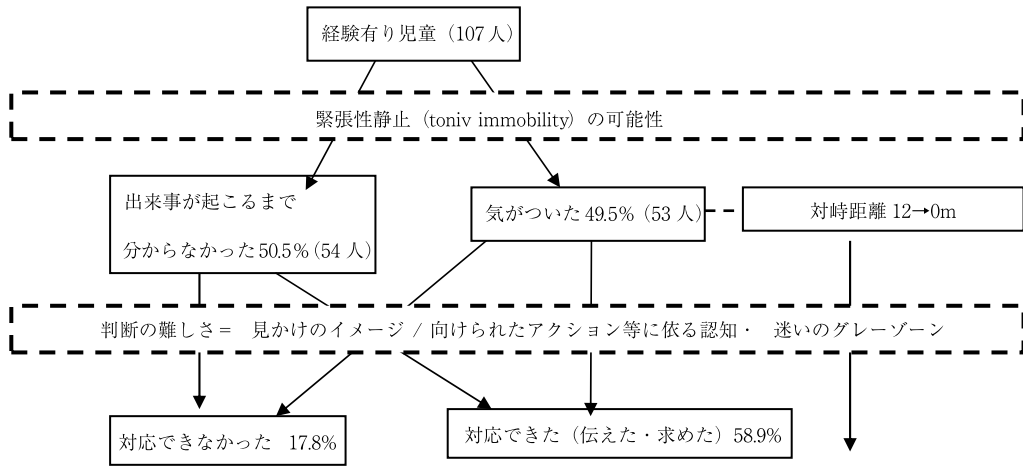 経験有り児童（107人）
緊張性静止（toniv immobility）の可能性
出来事が起こるまで
分からなかった 50.5%（54人）
気がついた 49.5%（53人）
対峙距離 12→0m
判断の難しさ＝　見かけのイメージ / 向けられたアクション等に依る認知・　迷いのグレーゾーン
対応できなかった　17.8%
対応できた（伝えた・求めた）58.9%